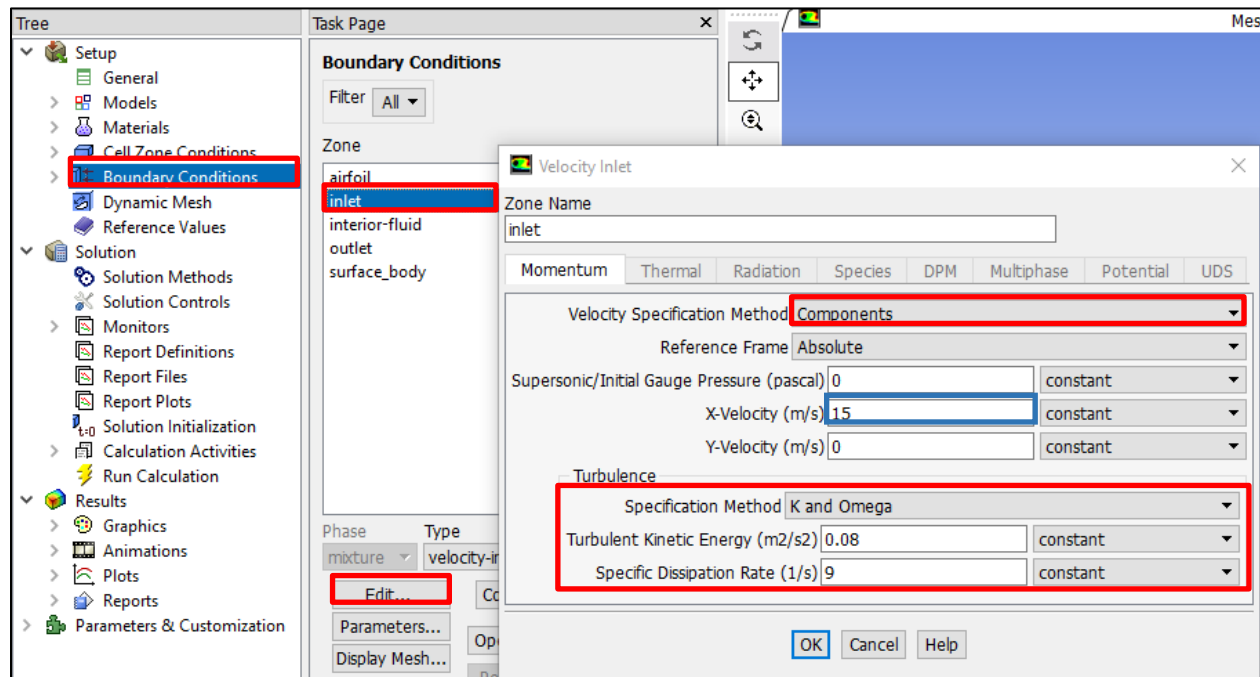 Tree
Setup
General
Models
Materials
Cell Zone Conditions
Boundary Conditions
Dynamic Mesh
Reference Values
Solution
Solution Methods
Solution Controls
Monitors
Report Definitions
Report Files
Report Plots
t=0 Solution Initialization
Calculation Activities
Run Calculation
Results
Graphics
Animations
Plots
Reports
Parameters & Customization
Task Page
Boundary Conditions
Filter All
Zone
airfoil
inlet
interior-fluid
outlet
surface_body
Phase Type
mixture velocity-in
Edit... Co
Parameters... Op
Display Mesh...
Mes
Velocity Inlet
Zone Name
inlet
Momentum Thermal Radiation Species DPM Multiphase Potential UDS
Velocity Specification Method Components
Reference Frame Absolute
Supersonic/Initial Gauge Pressure (pascal) 0 constant
X-Velocity (m/s) 15 constant
Y-Velocity (m/s) 0 constant
Turbulence
Specification Method K and Omega
Turbulent Kinetic Energy (m2/s2) 0.08 constant
Specific Dissipation Rate (1/s) 9 constant
OK Cancel Help